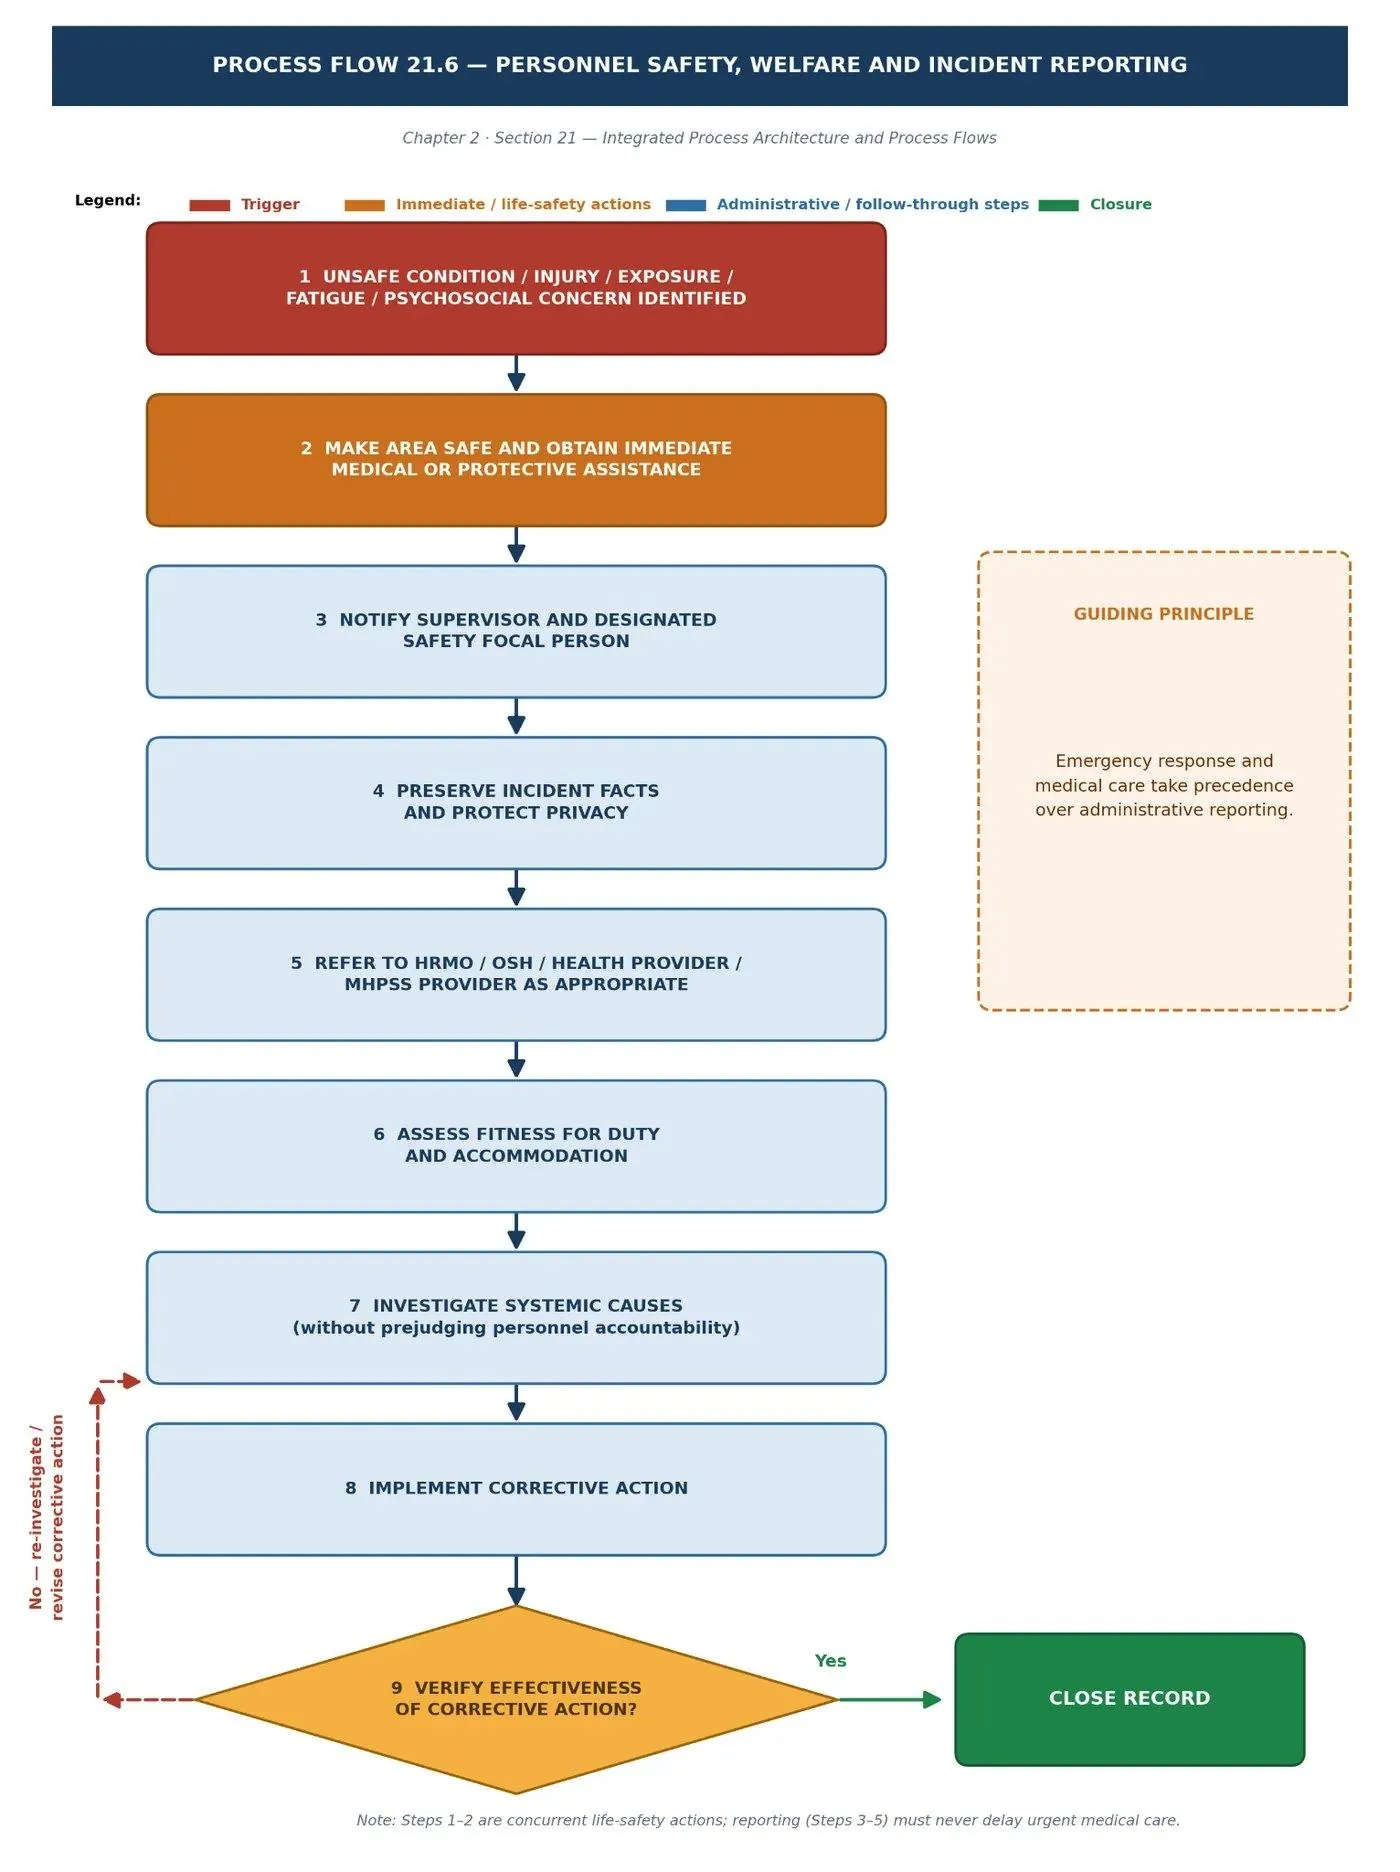 PROCESS FLOW 21.6 — PERSONNEL SAFETY, WELFARE AND INCIDENT REPORTING
Chapter 2 · Section 21 — Integrated Process Architecture and Process Flows
Legend:
Trigger
Immediate / life-safety actions
Administrative / follow-through steps
Closure
1 UNSAFE CONDITION / INJURY / EXPOSURE /
FATIGUE / PSYCHOSOCIAL CONCERN IDENTIFIED
2 MAKE AREA SAFE AND OBTAIN IMMEDIATE
MEDICAL OR PROTECTIVE ASSISTANCE
3 NOTIFY SUPERVISOR AND DESIGNATED
SAFETY FOCAL PERSON
GUIDING PRINCIPLE
Emergency response and
medical care take precedence
over administrative reporting.
4 PRESERVE INCIDENT FACTS
AND PROTECT PRIVACY
5 REFER TO HRMO / OSH / HEALTH PROVIDER /
MHPSS PROVIDER AS APPROPRIATE
6 ASSESS FITNESS FOR DUTY
AND ACCOMMODATION
7 INVESTIGATE SYSTEMIC CAUSES
(without prejudging personnel accountability)
8 IMPLEMENT CORRECTIVE ACTION
No — re-investigate /
revise corrective action
9 VERIFY EFFECTIVENESS
OF CORRECTIVE ACTION?
Yes
CLOSE RECORD
Note: Steps 1–2 are concurrent life-safety actions; reporting (Steps 3–5) must never delay urgent medical care.